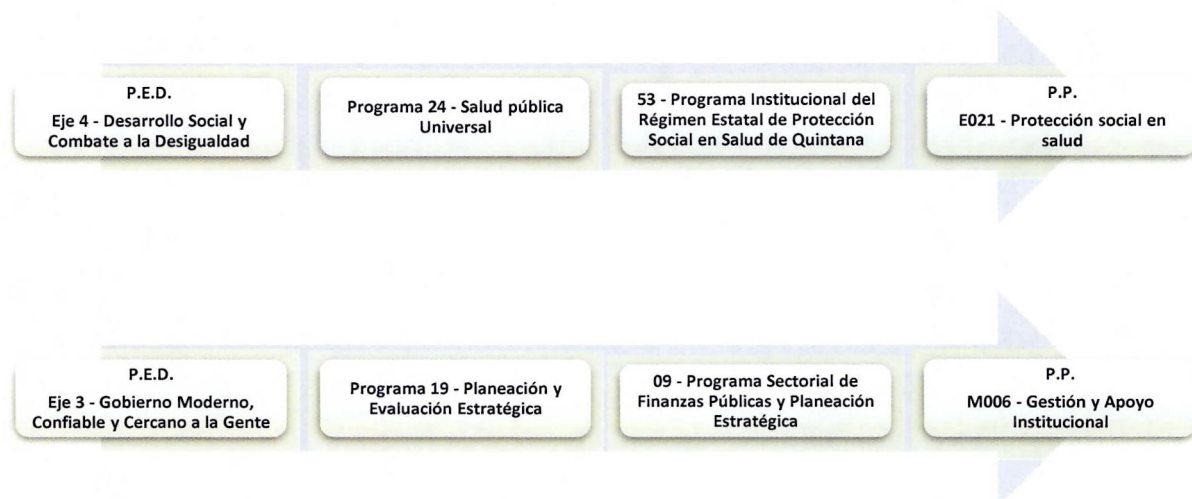 P.E.D.
Eje 4 - Desarrollo Social y
Combate a la Desigualdad
Programa 24 - Salud pública
Universal
53 - Programa Institucional del
Régimen Estatal de Protección
Social en Salud de Quintana
P.P.
E021 - Protección social en
salud
P.E.D.
Eje 3 - Gobierno Moderno,
Confiable y Cercano a la Gente
Programa 19 - Planeación y
Evaluación Estratégica
09 - Programa Sectorial de
Finanzas Públicas y Planeación
Estratégica
P.P.
M006 - Gestión y Apoyo
Institucional